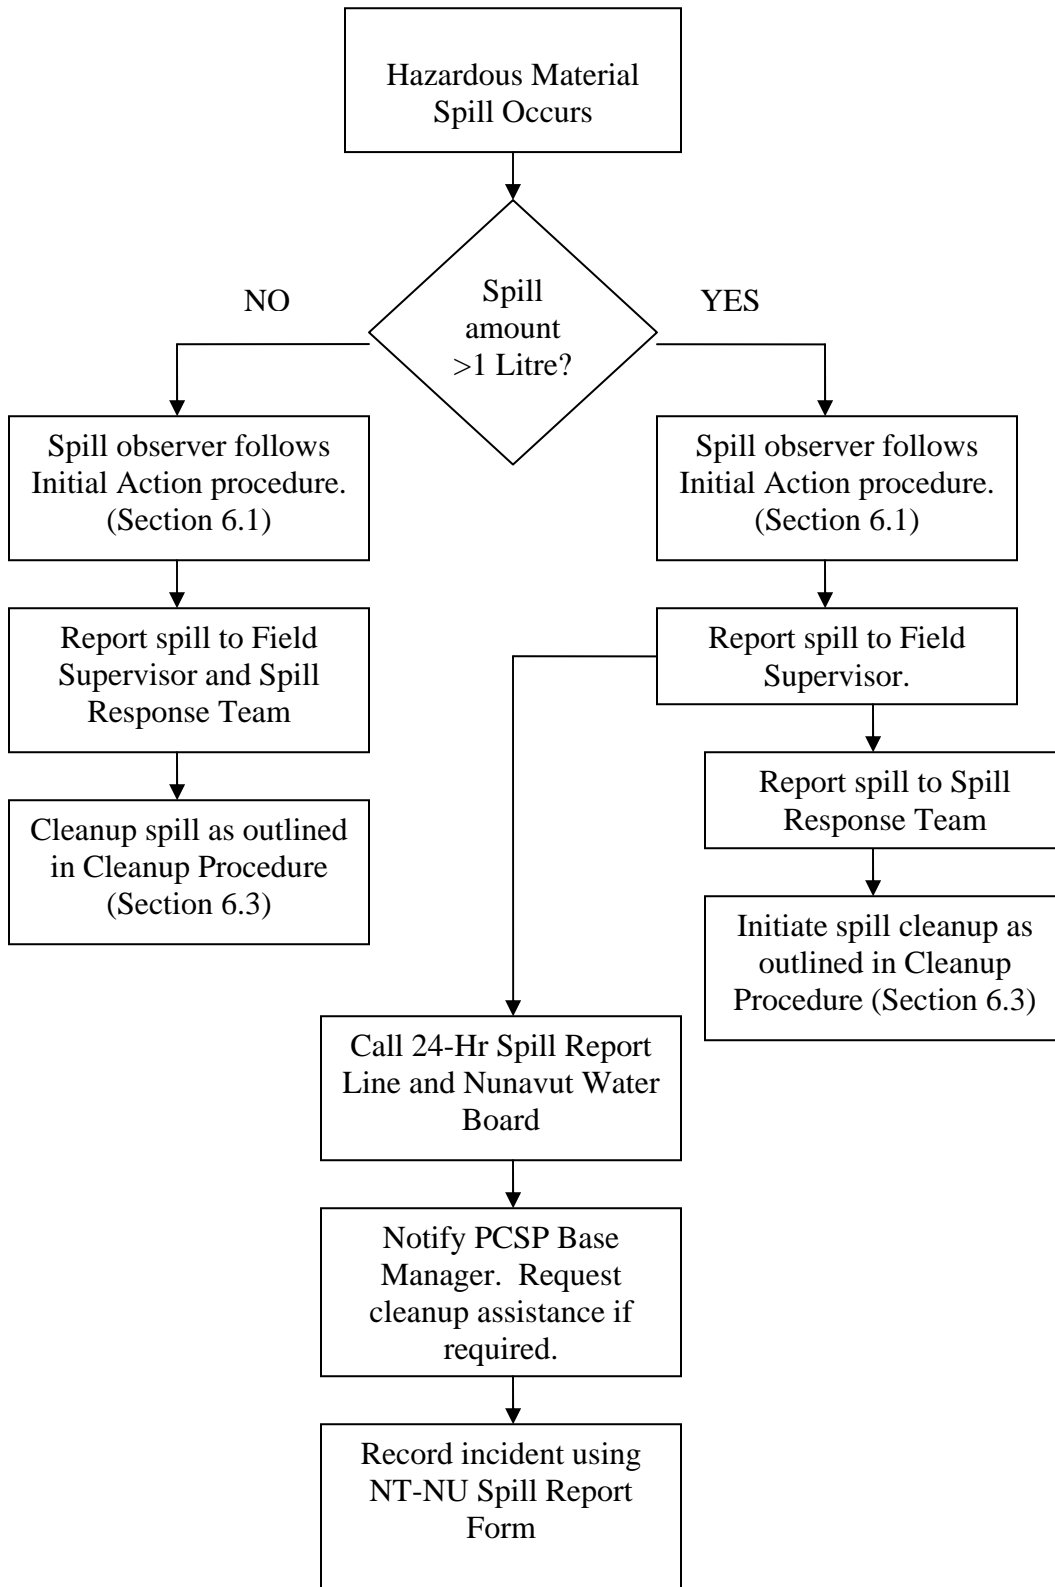 Hazardous Material
Spill Occurs
Spill
amount
>1 Litre?
NO
YES
Spill observer follows
Initial Action procedure.
(Section 6.1)
Report spill to Field
Supervisor and Spill
Response Team
Cleanup spill as outlined
in Cleanup Procedure
(Section 6.3)
Spill observer follows
Initial Action procedure.
(Section 6.1)
Report spill to Field
Supervisor.
Report spill to Spill
Response Team
Initiate spill cleanup as
outlined in Cleanup
Procedure (Section 6.3)
Call 24-Hr Spill Report
Line and Nunavut Water
Board
Notify PCSP Base
Manager.  Request
cleanup assistance if
required.
Record incident using
NT-NU Spill Report
Form